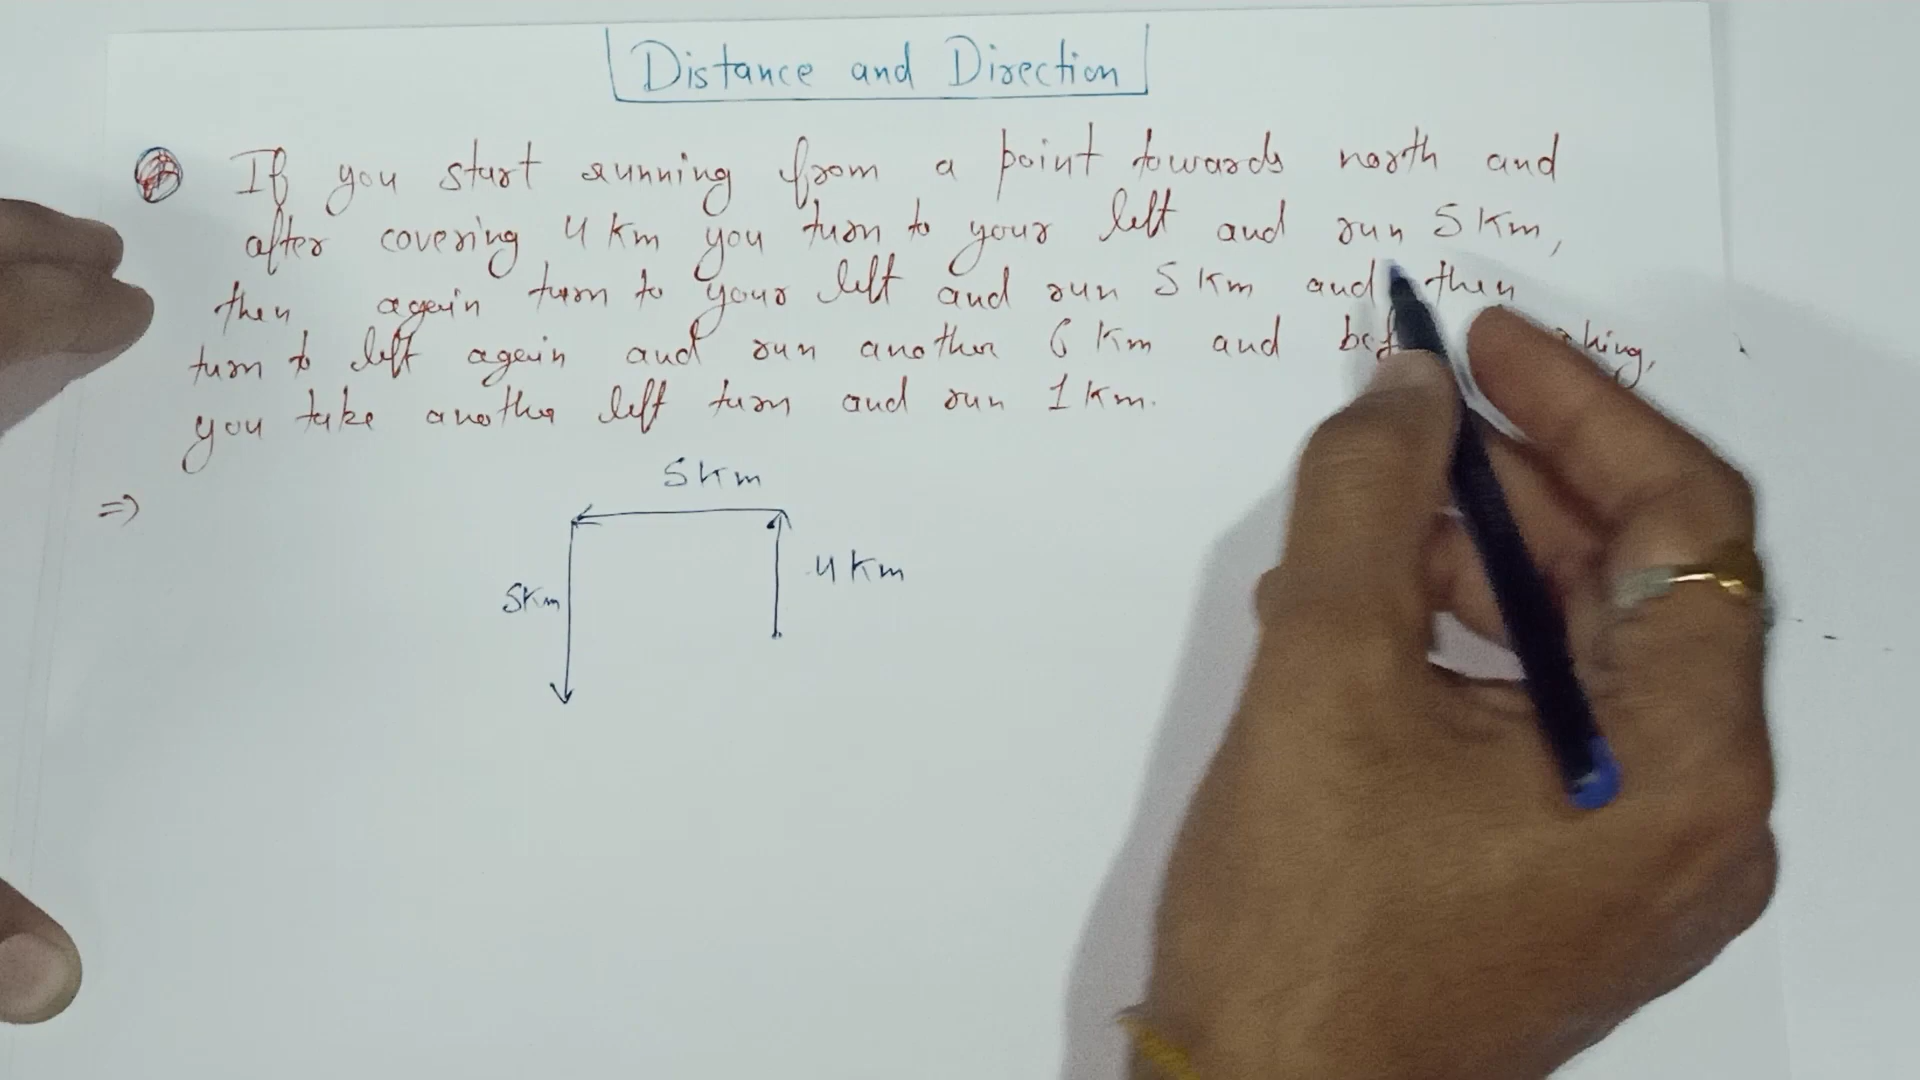 Distance and Direction
If you start running from a point towards north and
after covering 4 Km you turn to your left and run 5 Km,
then again turn to your left and run 5 Km and then
turn to left again and run another 6 Km and
you take another left turn and run 1 Km.
=>
5 Km
4 Km
5 Km